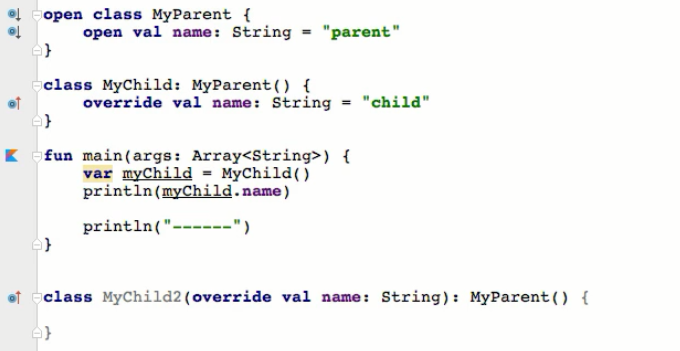 open class MyParent {
    open val name: String = "parent"
}
class MyChild: MyParent() {
    override val name: String = "child"
}
fun main(args: Array<String>) {
    var myChild = MyChild()
    println(myChild.name)
    println("------")
}
class MyChild2(override val name: String): MyParent() {
}